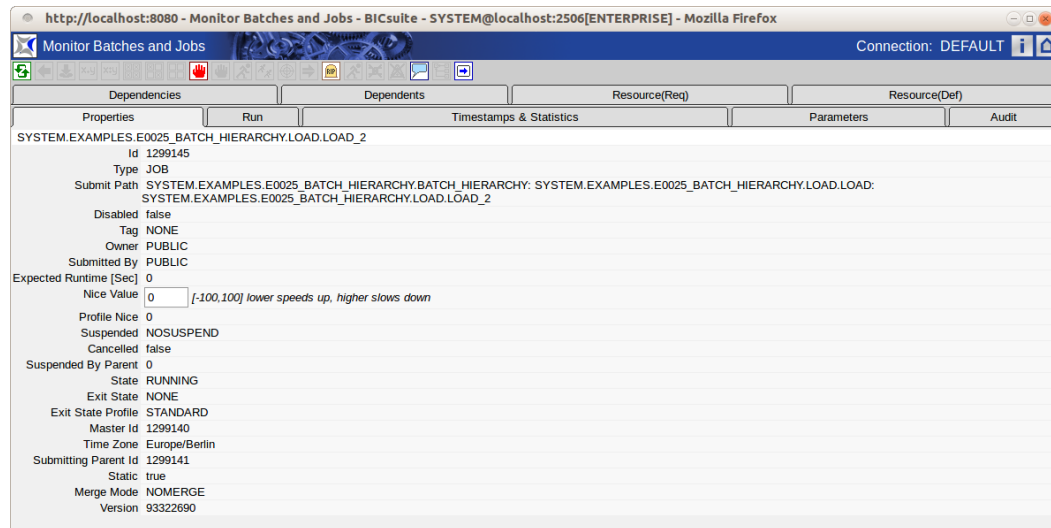 http://localhost:8080 - Monitor Batches and Jobs - BICsuite - SYSTEM@localhost:2506[ENTERPRISE] - Mozilla Firefox
Monitor Batches and Jobs
Connection: DEFAULT
RIP
Dependencies
Dependents
Resource(Req)
Resource(Def)
Properties
Run
Timestamps & Statistics
Parameters
Audit
SYSTEM.EXAMPLES.E0025_BATCH_HIERARCHY.LOAD.LOAD_2
Id 1299145
Type JOB
Submit Path SYSTEM.EXAMPLES.E0025_BATCH_HIERARCHY.BATCH_HIERARCHY: SYSTEM.EXAMPLES.E0025_BATCH_HIERARCHY.LOAD.LOAD:
SYSTEM.EXAMPLES.E0025_BATCH_HIERARCHY.LOAD.LOAD_2
Disabled false
Tag NONE
Owner PUBLIC
Submitted By PUBLIC
Expected Runtime [Sec] 0
Nice Value 0 [-100,100] lower speeds up, higher slows down
Profile Nice 0
Suspended NOSUSPEND
Cancelled false
Suspended By Parent 0
State RUNNING
Exit State NONE
Exit State Profile STANDARD
Master Id 1299140
Time Zone Europe/Berlin
Submitting Parent Id 1299141
Static true
Merge Mode NOMERGE
Version 93322690